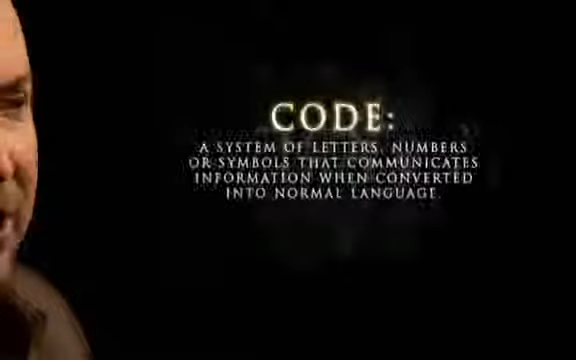 CODE:
A SYSTEM OF LETTERS, NUMBERS
OR SYMBOLS THAT COMMUNICATES
INFORMATION WHEN CONVERTED
INTO NORMAL LANGUAGE.